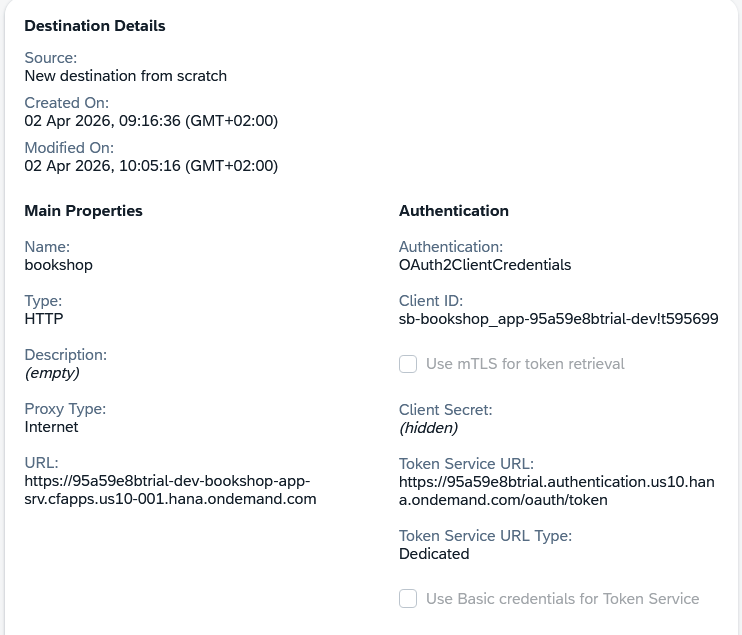 Destination Details
Source:
New destination from scratch
Created On:
02 Apr 2026, 09:16:36 (GMT+02:00)
Modified On:
02 Apr 2026, 10:05:16 (GMT+02:00)
Main Properties
Name:
bookshop
Type:
HTTP
Description:
(empty)
Proxy Type:
Internet
URL:
https://95a59e8btrial-dev-bookshop-app-
srv.cfapps.us10-001.hana.ondemand.com
Authentication
Authentication:
OAuth2ClientCredentials
Client ID:
sb-bookshop_app-95a59e8btrial-dev!t595699
Use mTLS for token retrieval
Client Secret:
(hidden)
Token Service URL:
https://95a59e8btrial.authentication.us10.han
a.ondemand.com/oauth/token
Token Service URL Type:
Dedicated
Use Basic credentials for Token Service